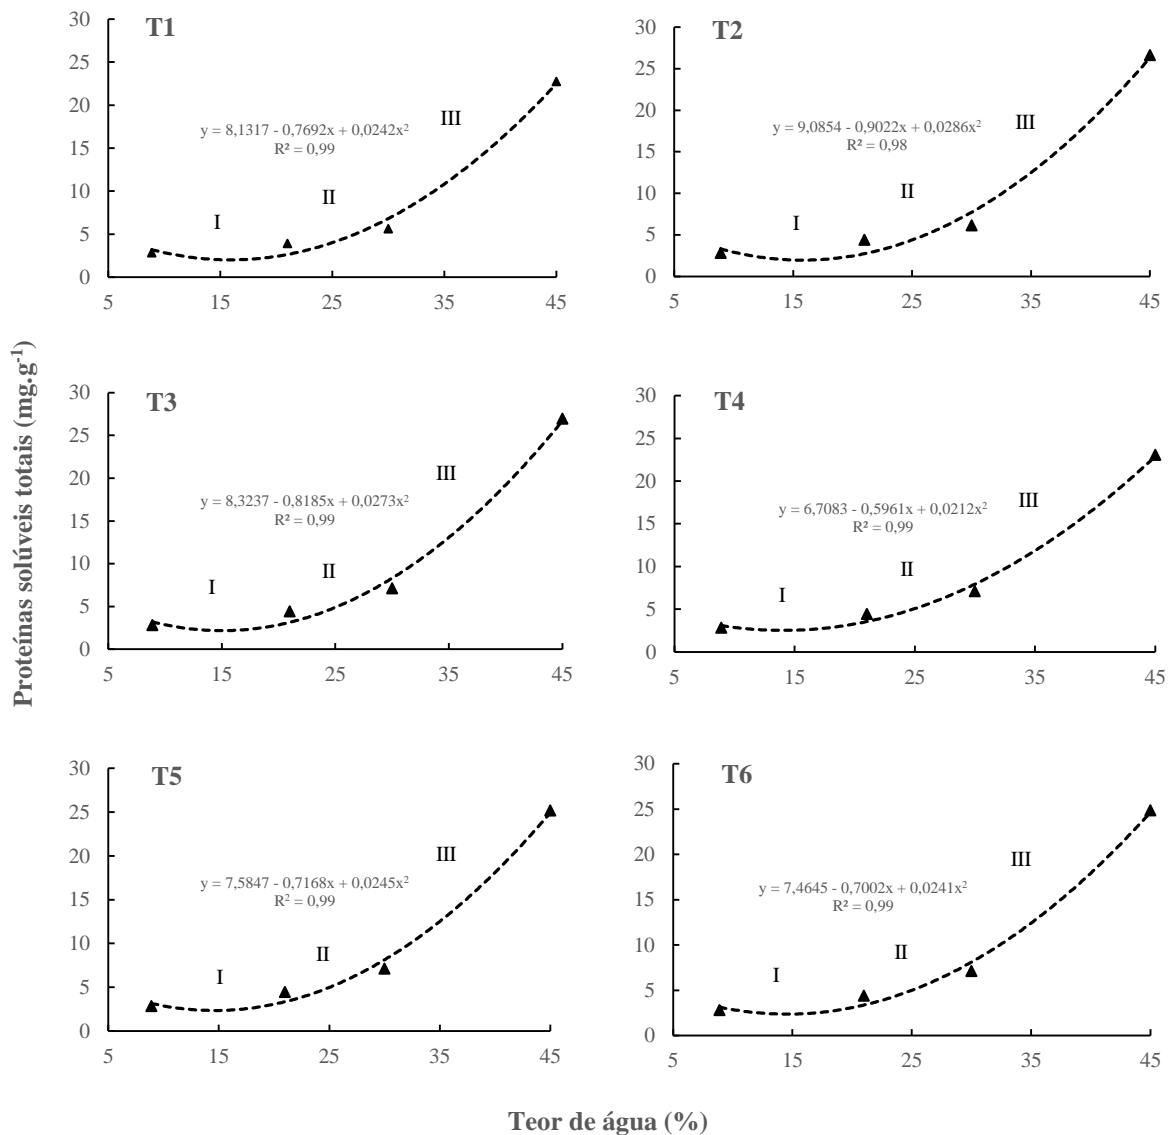 T1
30
25
20
15
10
5
0
5
15
25
35
45
y = 8,1317 - 0,7692x + 0,0242x²
R² = 0,99
I
II
III
T2
30
25
20
15
10
5
0
5
15
25
35
45
y = 9,0854 - 0,9022x + 0,0286x²
R² = 0,98
I
II
III
Proteínas solúveis totais (mg.g⁻¹)
T3
30
25
20
15
10
5
0
5
15
25
35
45
y = 8,3237 - 0,8185x + 0,0273x²
R² = 0,99
I
II
III
T4
30
25
20
15
10
5
0
5
15
25
35
45
y = 6,7083 - 0,5961x + 0,0212x²
R² = 0,99
I
II
III
T5
30
25
20
15
10
5
0
5
15
25
35
45
y = 7,5847 - 0,7168x + 0,0245x²
R² = 0,99
I
II
III
T6
30
25
20
15
10
5
0
5
15
25
35
45
y = 7,4645 - 0,7002x + 0,0241x²
R² = 0,99
I
II
III
Teor de água (%)